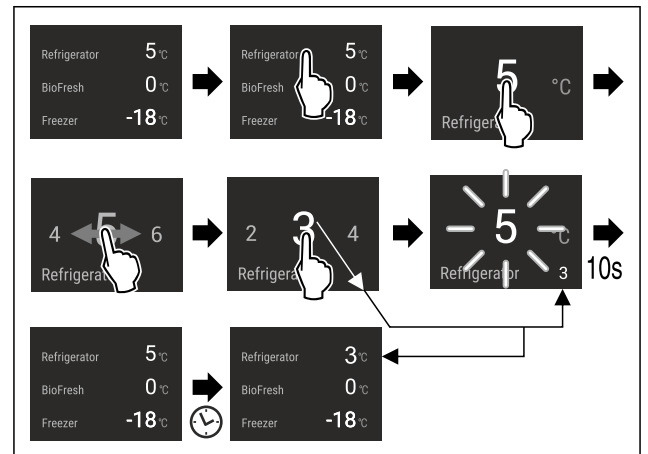 Refrigerator 5 °C
BioFresh 0 °C
Freezer -18 °C
Refrigerator 5 °C
BioFresh 0 °C
Freezer -18 °C
5 °C
Refriger
4 5 6
Refrigerat
2 3 4
Refrigera
5 °C
Refrigerator 3
10s
Refrigerator 5 °C
BioFresh 0 °C
Freezer -18 °C
Refrigerator 3 °C
BioFresh 0 °C
Freezer -18 °C